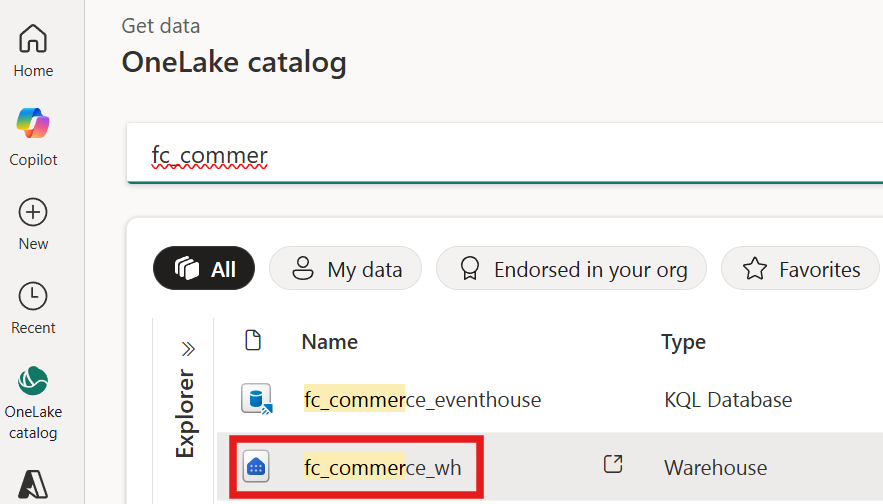 Home
Copilot
New
Recent
OneLake
catalog
Get data
OneLake catalog
fc_commer
All
My data
Endorsed in your org
Favorites
Explorer
Name
Type
fc_commerce_eventhouse
KQL Database
fc_commerce_wh
Warehouse